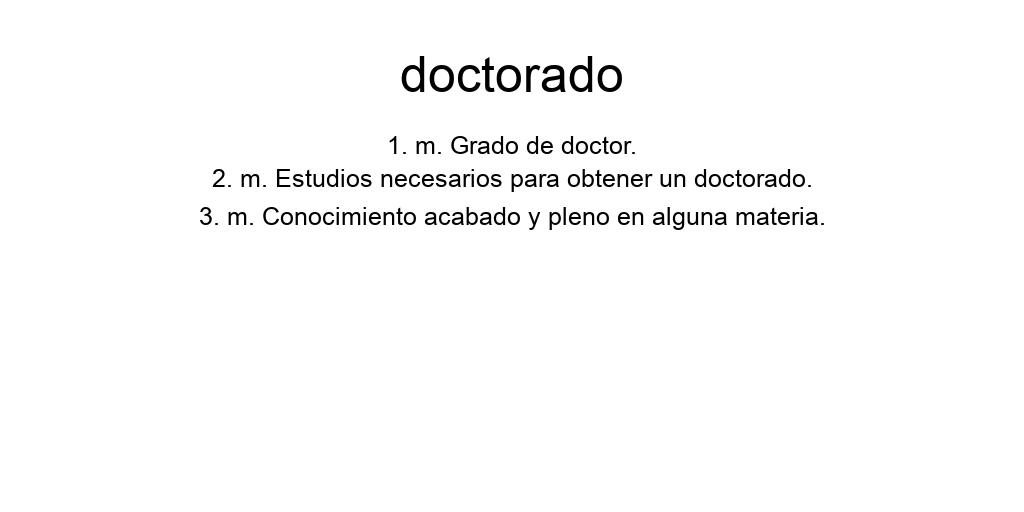 doctorado
1. m. Grado de doctor.
2. m. Estudios necesarios para obtener un doctorado.
3. m. Conocimiento acabado y pleno en alguna materia.